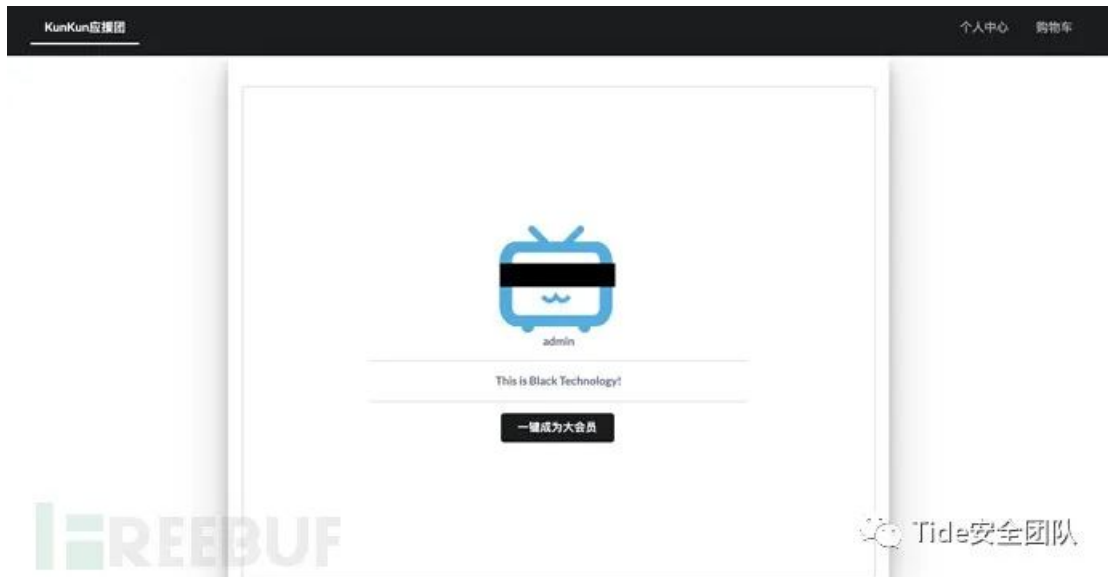 KunKun应援团
个人中心 购物车
admin
This is Black Technology!
一键成为大会员
REEBUF
Tide安全团队